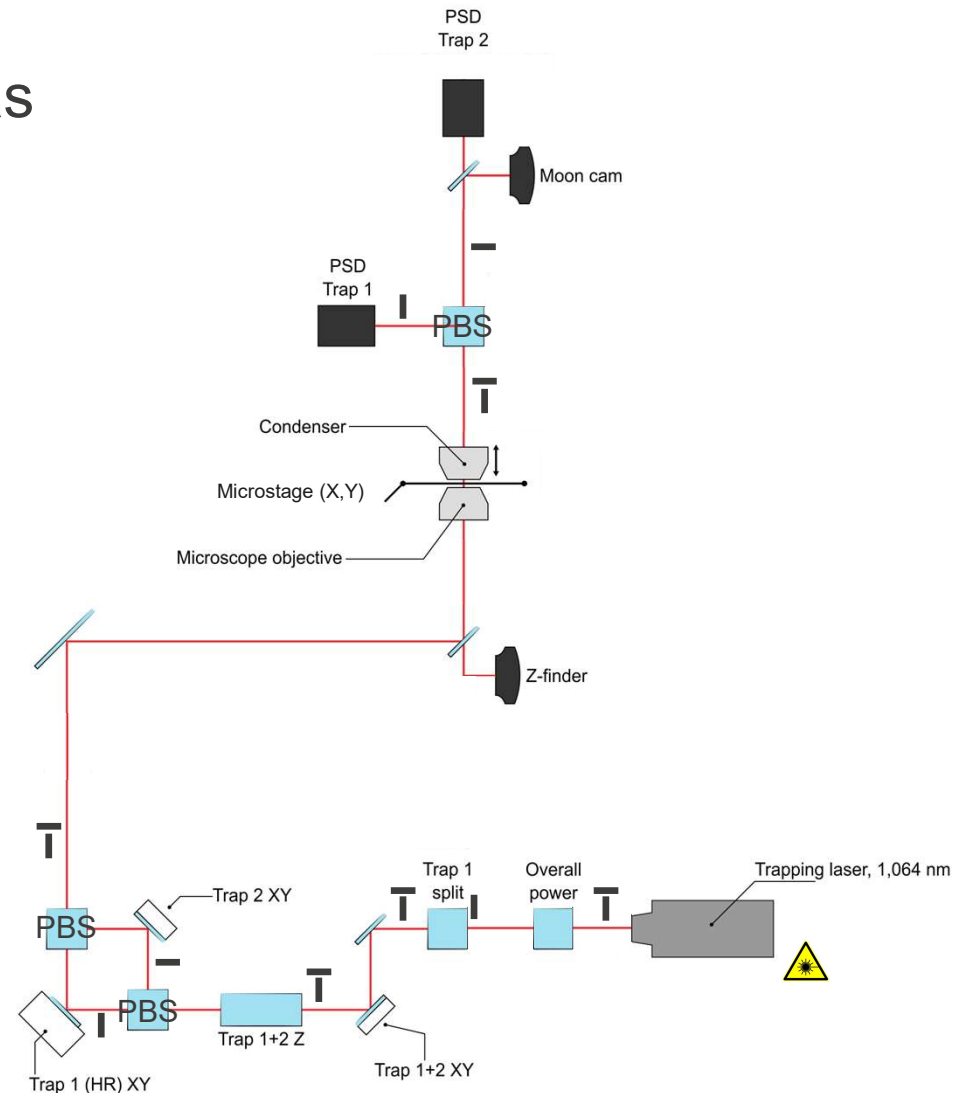 PSD
Trap 2
Moon cam
PSD
Trap 1
PBS
Condenser
Microstage (X,Y)
Microscope objective
Z-finder
Trap 2 XY
Trap 1
split
Overall
power
Trapping laser, 1,064 nm
PBS
PBS
Trap 1+2 Z
Trap 1+2 XY
Trap 1 (HR) XY